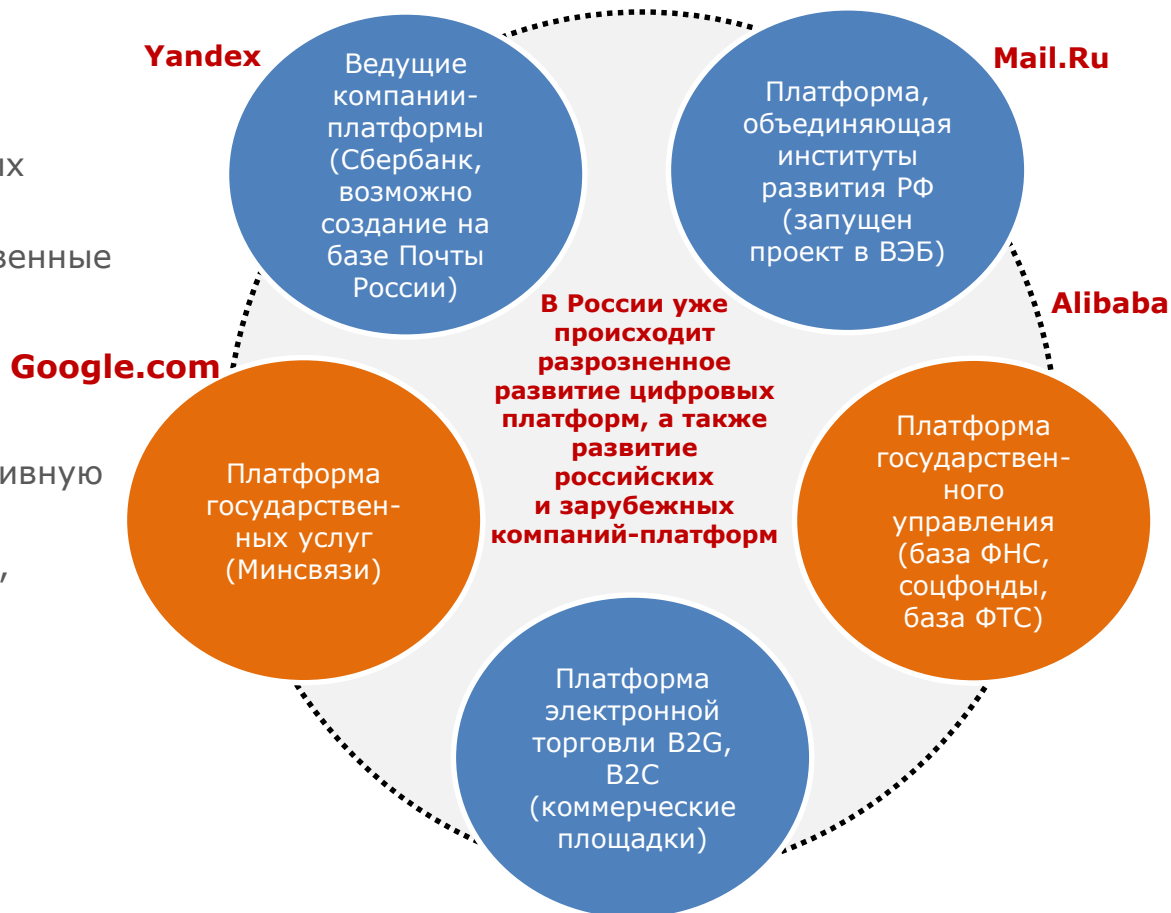 Yandex
Mail.Ru
Alibaba
Google.com
Ведущие
компании-
платформы
(Сбербанк,
возможно
создание на
базе Почты
России)
Платформа,
объединяющая
институты
развития РФ
(запущен
проект в ВЭБ)
В России уже
происходит
разрозненное
развитие цифровых
платформ, а также
развитие
российских
и зарубежных
компаний-платформ
Платформа
государствен-
ных услуг
(Минсвязи)
Платформа
государствен-
ного
управления
(база ФНС,
соцфонды,
база ФТС)
Платформа
электронной
торговли B2G,
B2C
(коммерческие
площадки)